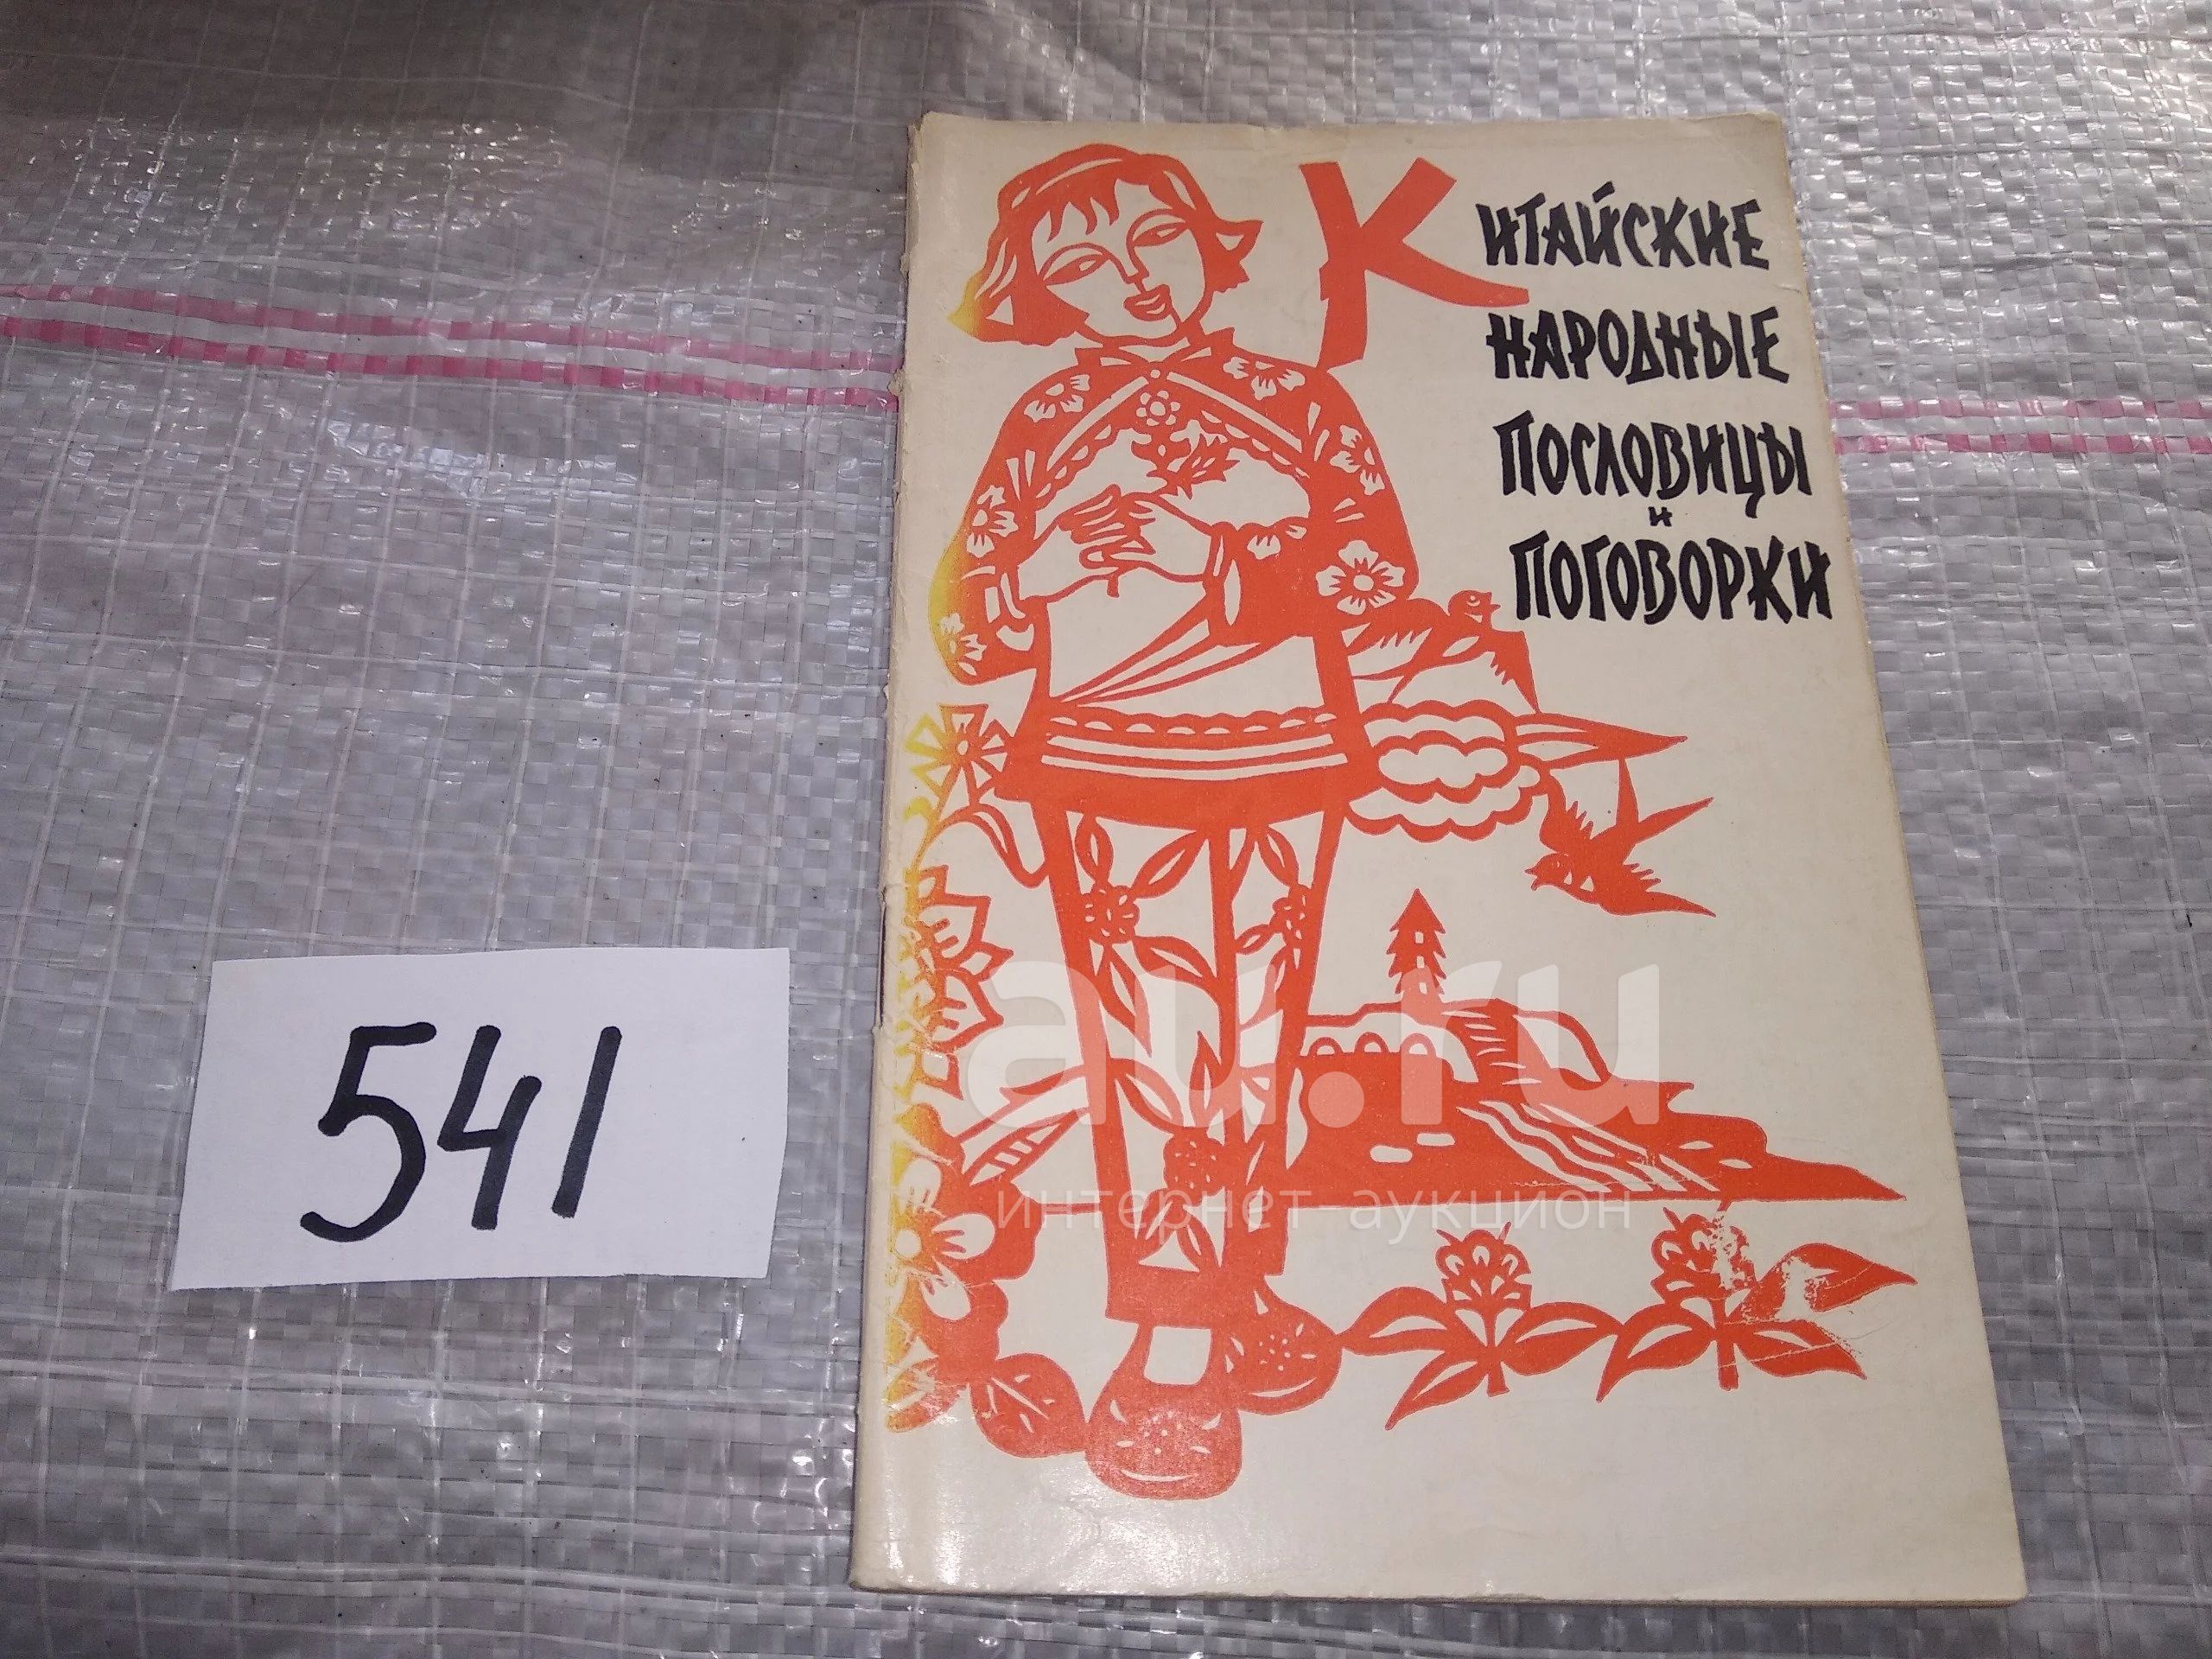 Китайские
народные
пословицы
и
поговорки
541
au.ru
интернет аукцион